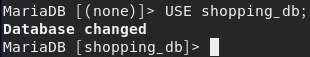 MariaDB [(none)]> USE shopping_db;
Database changed
MariaDB [shopping_db]>